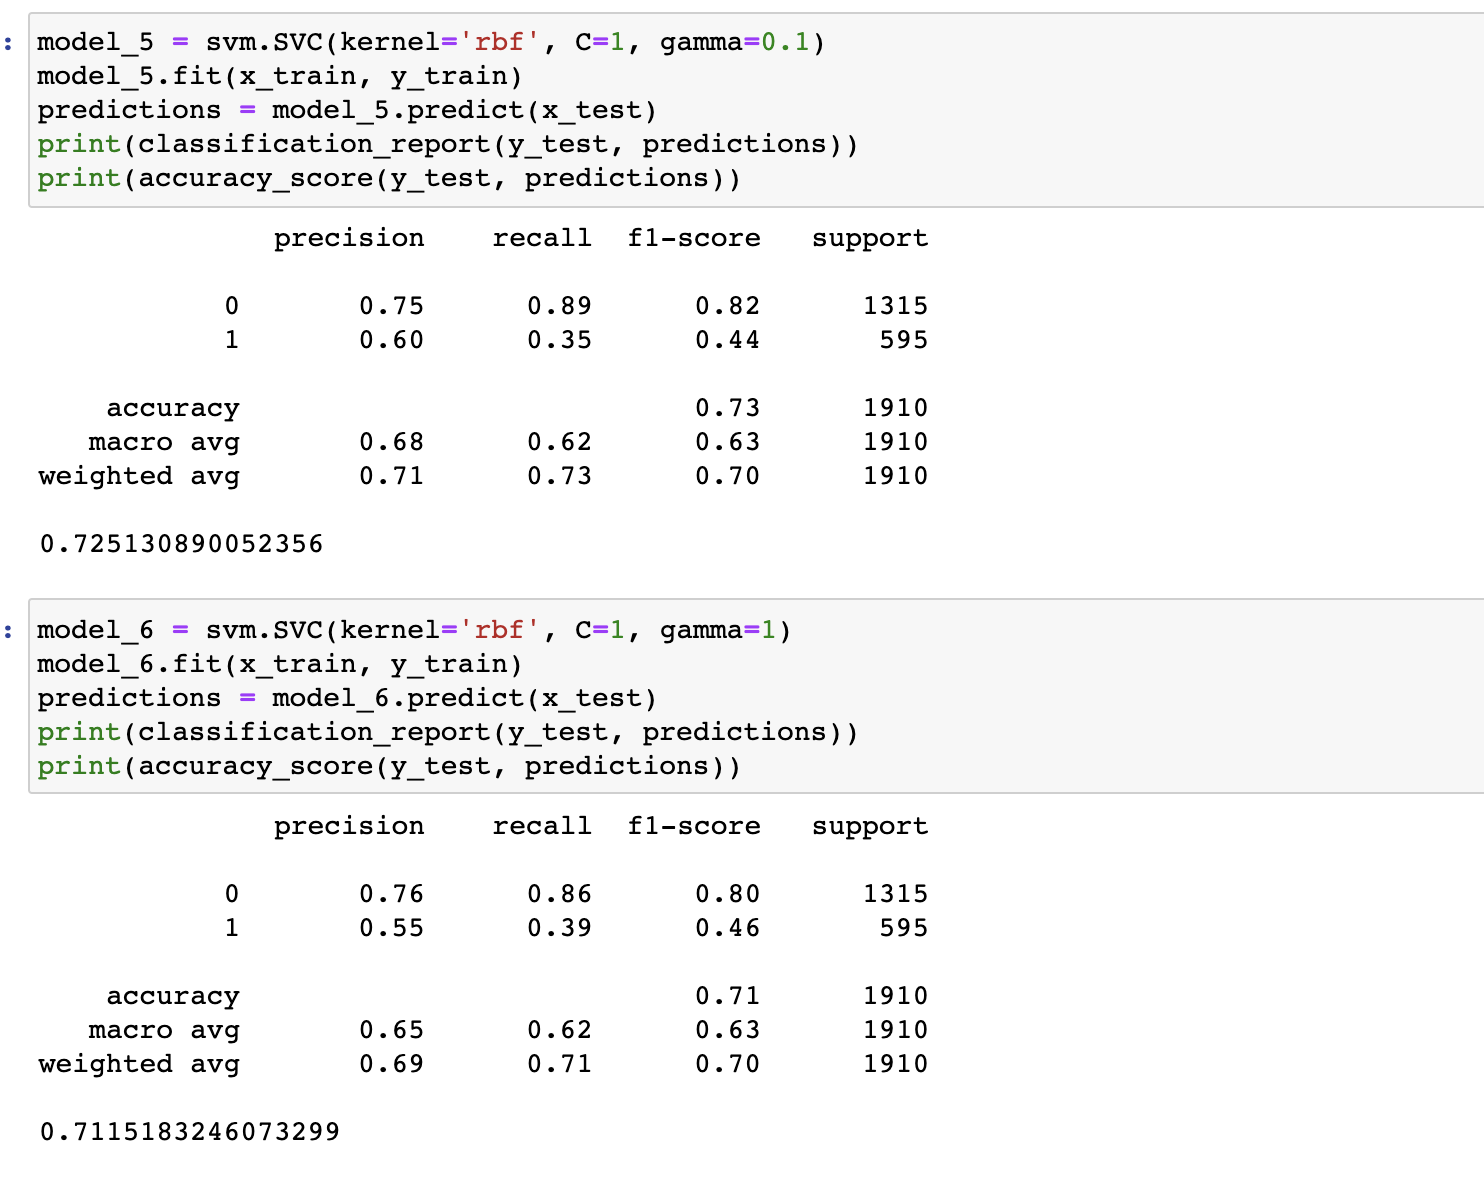 : model_5 = svm.SVC(kernel='rbf', C=1, gamma=0.1)
model_5.fit(x_train, y_train)
predictions = model_5.predict(x_test)
print(classification_report(y_test, predictions))
print(accuracy_score(y_test, predictions))
precision recall f1-score support
0 0.75 0.89 0.82 1315
1 0.60 0.35 0.44 595
accuracy 0.73 1910
macro avg 0.68 0.62 0.63 1910
weighted avg 0.71 0.73 0.70 1910
0.725130890052356
: model_6 = svm.SVC(kernel='rbf', C=1, gamma=1)
model_6.fit(x_train, y_train)
predictions = model_6.predict(x_test)
print(classification_report(y_test, predictions))
print(accuracy_score(y_test, predictions))
precision recall f1-score support
0 0.76 0.86 0.80 1315
1 0.55 0.39 0.46 595
accuracy 0.71 1910
macro avg 0.65 0.62 0.63 1910
weighted avg 0.69 0.71 0.70 1910
0.7115183246073299